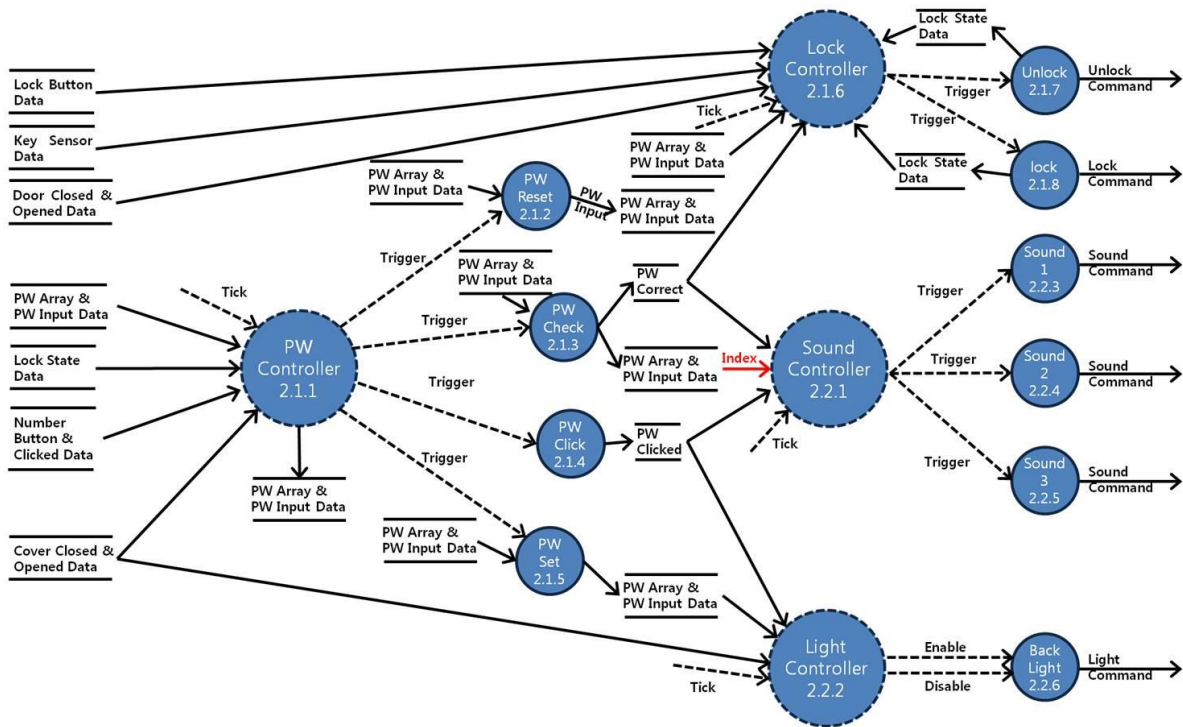 Lock Button
Data
Key Sensor
Data
Door Closed &
Opened Data
PW Array &
PW Input Data
Lock State
Data
Number
Button &
Clicked Data
Cover Closed &
Opened Data
Tick
PW
Controller
2.1.1
PW Array &
PW Input Data
Trigger
Trigger
Trigger
Trigger
PW Array &
PW Input Data
PW
Reset
2.1.2
PW
Input
PW Array &
PW Input Data
PW Array &
PW Input Data
PW
Check
2.1.3
PW
Correct
PW Array &
PW Input Data
Index
PW
Click
2.1.4
PW
Clicked
PW Array &
PW Input Data
PW
Set
2.1.5
PW Array &
PW Input Data
Tick
PW Array &
PW Input Data
Lock
Controller
2.1.6
Lock State
Data
Trigger
Trigger
Lock State
Data
Unlock
2.1.7
Unlock
Command
lock
2.1.8
Lock
Command
Sound
Controller
2.2.1
Tick
Trigger
Trigger
Trigger
Sound
1
2.2.3
Sound
Command
Sound
2
2.2.4
Sound
Command
Sound
3
2.2.5
Sound
Command
Tick
Light
Controller
2.2.2
Enable
Disable
Back
Light
2.2.6
Light
Command